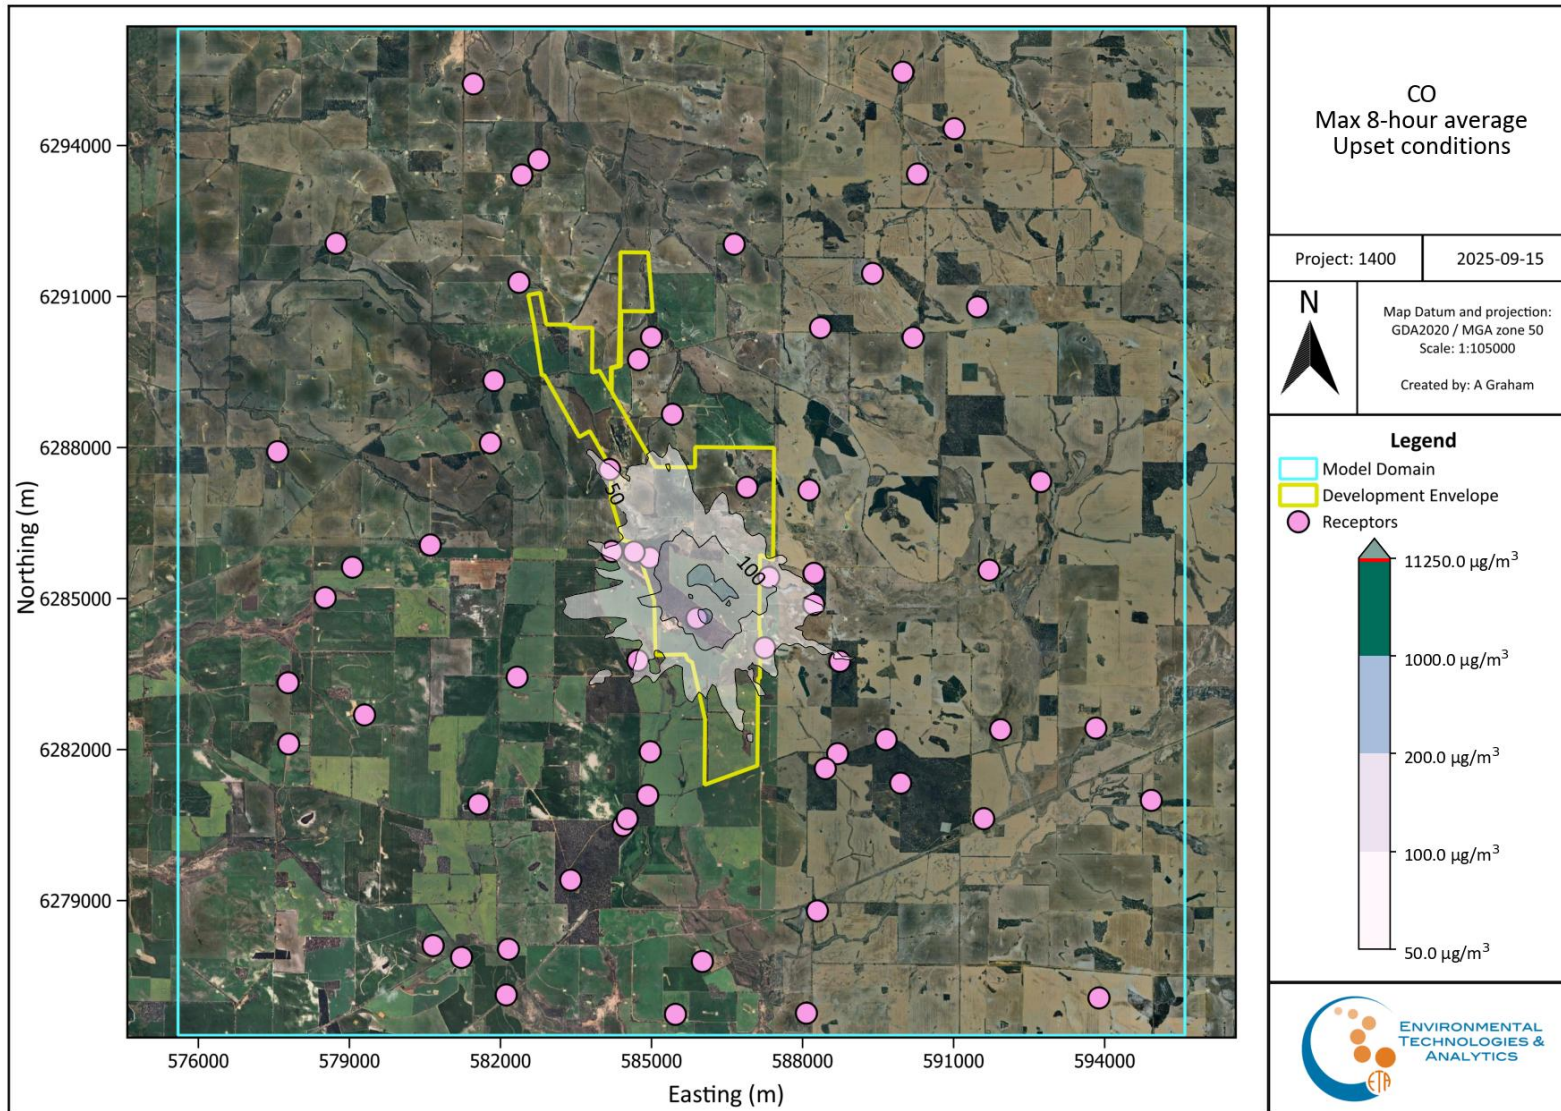 CO
Max 8-hour average
Upset conditions
Project: 1400
2025-09-15
N
Map Datum and projection:
GDA2020 / MGA zone 50
Scale: 1:105000
Created by: A Graham
Legend
Model Domain
Development Envelope
Receptors
11250.0 µg/m³
1000.0 µg/m³
200.0 µg/m³
100.0 µg/m³
50.0 µg/m³
ENVIRONMENTAL
TECHNOLOGIES &
ANALYTICS
ETA
Northing (m)
6294000
6291000
6288000
6285000
6282000
6279000
50
100
576000
579000
582000
585000
588000
591000
594000
Easting (m)